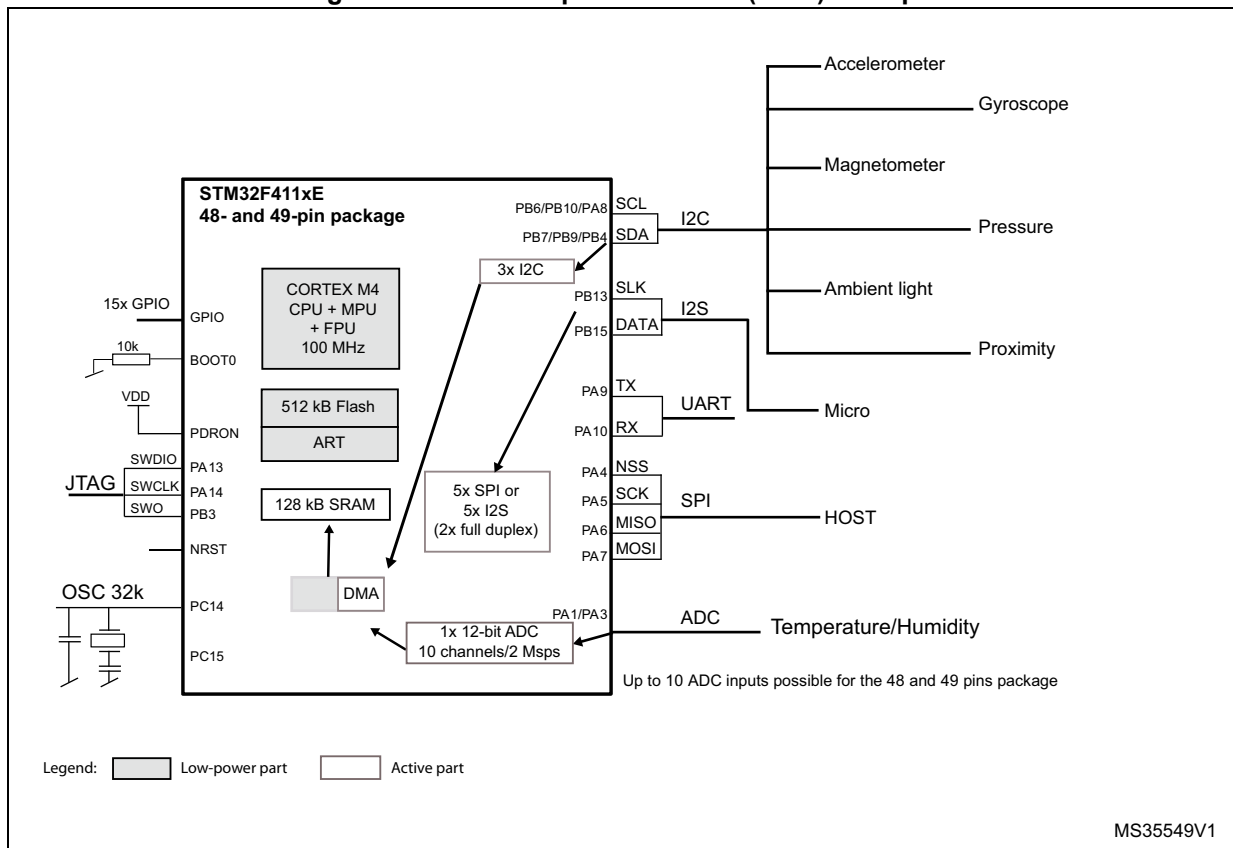 STM32F411xE
48- and 49-pin package
15x GPIO
GPIO
10k
BOOT0
VDD
PDRON
SWDIO
PA13
JTAG
SWCLK
PA14
SWO
PB3
NRST
OSC 32k
PC14
PC15
CORTEX M4
CPU + MPU
+ FPU
100 MHz
512 kB Flash
ART
128 kB SRAM
DMA
3x I2C
5x SPI or
5x I2S
(2x full duplex)
1x 12-bit ADC
10 channels/2 Msps
PB6/PB10/PA8
SCL
PB7/PB9/PB4
SDA
I2C
PB13
SLK
PB15
DATA
I2S
PA9
TX
PA10
RX
UART
PA4
NSS
PA5
SCK
PA6
MISO
PA7
MOSI
SPI
PA1/PA3
ADC
Accelerometer
Gyroscope
Magnetometer
Pressure
Ambient light
Proximity
Micro
HOST
Temperature/Humidity
Up to 10 ADC inputs possible for the 48 and 49 pins package
Legend:
Low-power part
Active part
MS35549V1